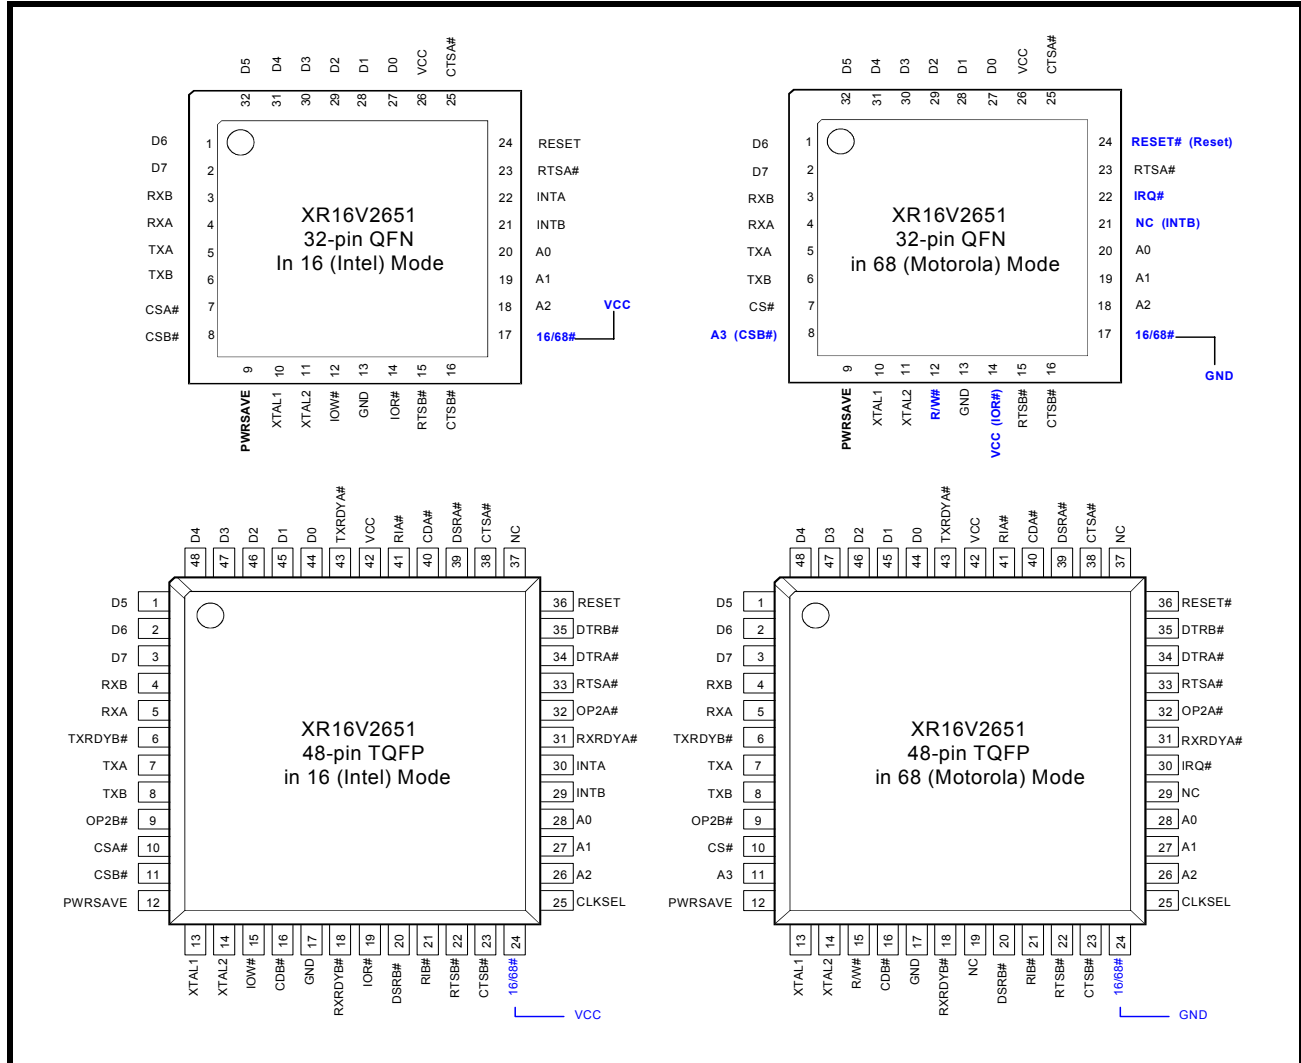 D5 D4 D3 D2 D1 D0 VCC CTSA#
32 31 30 29 28 27 26 25
D6 1 24 RESET
D7 2 23 RTSA#
RXB 3 22 INTA
RXA 4 21 INTB
TXA 5 20 A0
TXB 6 19 A1
CSA# 7 18 A2 VCC
CSB# 8 17 16/68#
XR16V2651
32-pin QFN
In 16 (Intel) Mode
9 10 11 12 13 14 15 16
PWRSAVE XTAL1 XTAL2 IOW# GND IOR# RTSB# CTSB#
D5 D4 D3 D2 D1 D0 VCC CTSA#
32 31 30 29 28 27 26 25
D6 1 24 RESET# (Reset)
D7 2 23 RTSA#
RXB 3 22 IRQ#
RXA 4 21 NC (INTB)
TXA 5 20 A0
TXB 6 19 A1
CS# 7 18 A2
A3 (CSB#) 8 17 16/68#
GND
XR16V2651
32-pin QFN
in 68 (Motorola) Mode
9 10 11 12 13 14 15 16
PWRSAVE XTAL1 XTAL2 R/W# GND VCC (IOR#) RTSB# CTSB#
D4 D3 D2 D1 D0 TXRDYA# VCC RIA# CDA# DSRA# CTSA# NC
48 47 46 45 44 43 42 41 40 39 38 37
D5 1 36 RESET
D6 2 35 DTRB#
D7 3 34 DTRA#
RXB 4 33 RTSA#
RXA 5 32 OP2A#
TXRDYB# 6 31 RXRDYA#
TXA 7 30 INTA
TXB 8 29 INTB
OP2B# 9 28 A0
CSA# 10 27 A1
CSB# 11 26 A2
PWRSAVE 12 25 CLKSEL
XR16V2651
48-pin TQFP
in 16 (Intel) Mode
13 14 15 16 17 18 19 20 21 22 23 24
XTAL1 XTAL2 IOW# CDB# GND RXRDYB# IOR# DSRB# RIB# RTSB# CTSB# 16/68#
VCC
D4 D3 D2 D1 D0 TXRDYA# VCC RIA# CDA# DSRA# CTSA# NC
48 47 46 45 44 43 42 41 40 39 38 37
D5 1 36 RESET#
D6 2 35 DTRB#
D7 3 34 DTRA#
RXB 4 33 RTSA#
RXA 5 32 OP2A#
TXRDYB# 6 31 RXRDYA#
TXA 7 30 IRQ#
TXB 8 29 NC
OP2B# 9 28 A0
CS# 10 27 A1
A3 11 26 A2
PWRSAVE 12 25 CLKSEL
XR16V2651
48-pin TQFP
in 68 (Motorola) Mode
13 14 15 16 17 18 19 20 21 22 23 24
XTAL1 XTAL2 R/W# CDB# GND RXRDYB# NC DSRB# RIB# RTSB# CTSB# 16/68#
GND